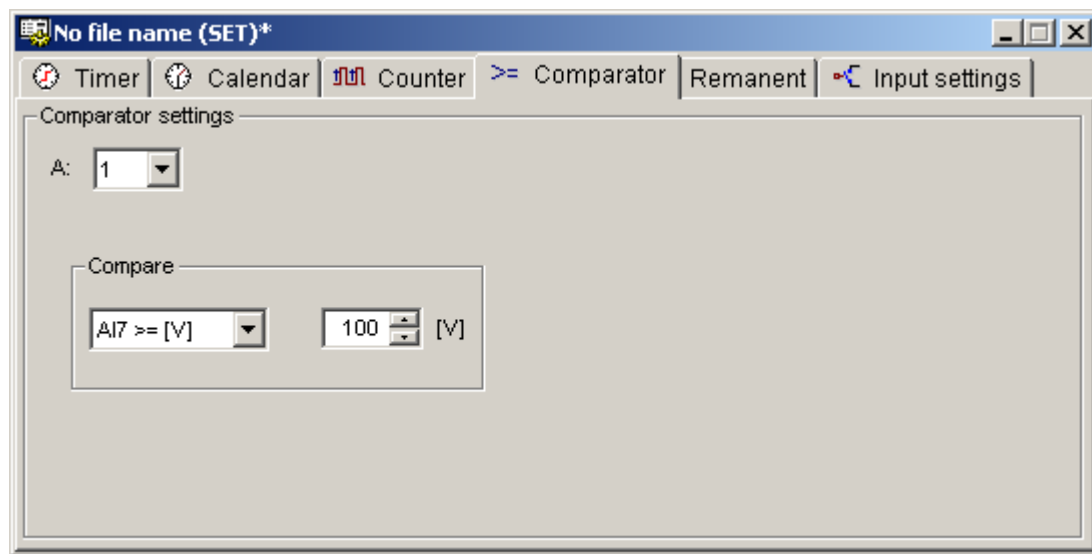 No file name (SET)*
Timer Calendar Counter >= Comparator Remanent Input settings
Comparator settings
A: 1
Compare
AI7 >= [V] 100 [V]